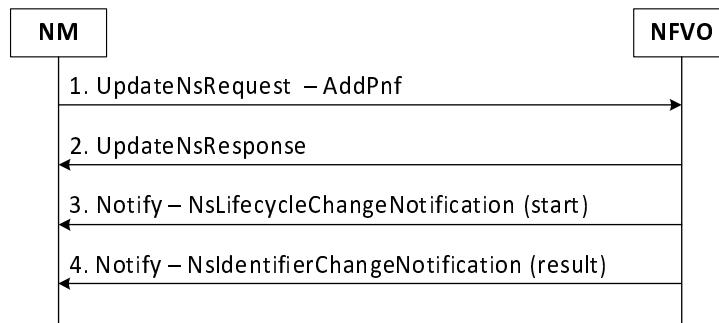 NM
NFVO
1. UpdateNsRequest – AddPnf
2. UpdateNsResponse
3. Notify – NsLifecycleChangeNotification (start)
4. Notify – NsIdentifierChangeNotification (result)